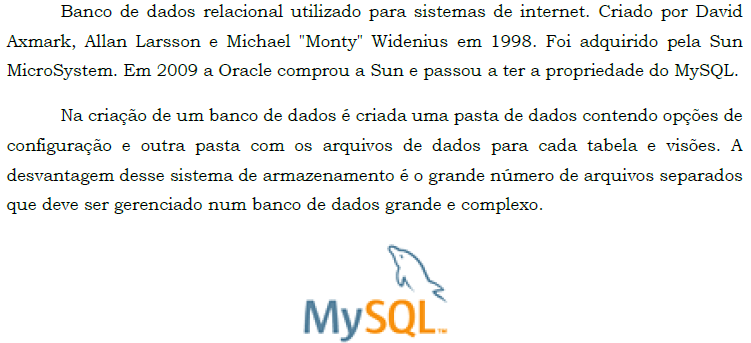 Banco de dados relacional utilizado para sistemas de internet. Criado por David
Axmark, Allan Larsson e Michael "Monty" Widenius em 1998. Foi adquirido pela Sun
MicroSystem. Em 2009 a Oracle comprou a Sun e passou a ter a propriedade do MySQL.
Na criação de um banco de dados é criada uma pasta de dados contendo opções de
configuração e outra pasta com os arquivos de dados para cada tabela e visões. A
desvantagem desse sistema de armazenamento é o grande número de arquivos separados
que deve ser gerenciado num banco de dados grande e complexo.
MySQL™